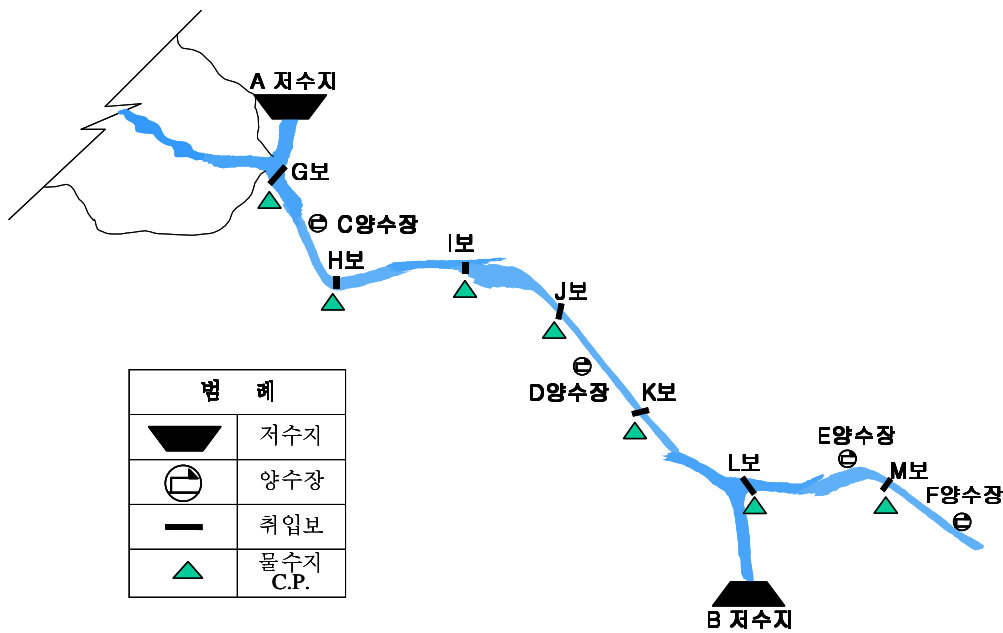 A 저수지
G보
C양수장
H보
I보
J보
D양수장
K보
E양수장
L보
M보
F양수장
B 저수지
범 례
저수지
양수장
취입보
물수지
C.P.